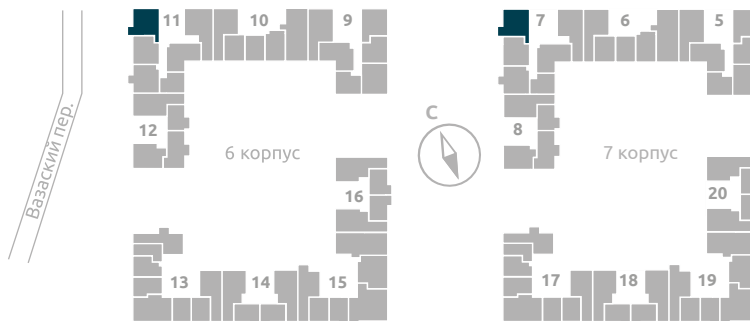 11 10 9
7 6 5
С
12
8
6 корпус
7 корпус
Вазаский пер.
16
20
13 14 15
17 18 19